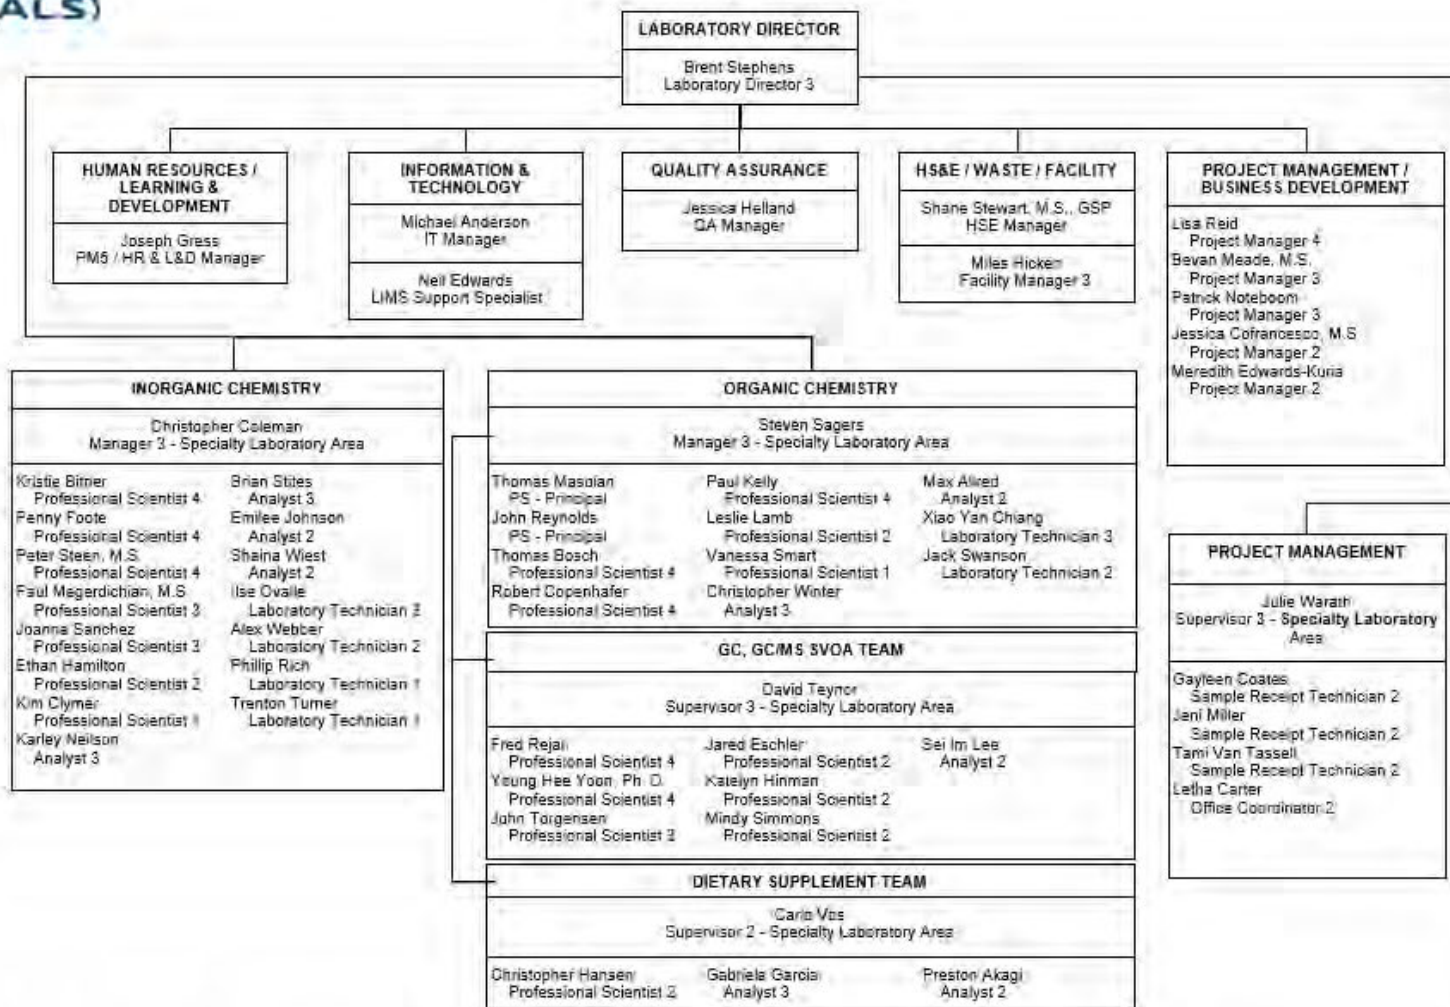 ALS)
LABORATORY DIRECTOR
Brent Stephens
Laboratory Director 3
HUMAN RESOURCES /
LEARNING &
DEVELOPMENT
Joseph Gress
PM5 / HR & L&D Manager
INFORMATION &
TECHNOLOGY
Michael Anderson
IT Manager
Neil Edwards
LIMS Support Specialist
QUALITY ASSURANCE
Jessica Helland
QA Manager
HS&E / WASTE / FACILITY
Shane Stewart, M.S., GSP
HSE Manager
Miles Hicken
Facility Manager 3
PROJECT MANAGEMENT /
BUSINESS DEVELOPMENT
Lisa Reid
Project Manager 4
Bevan Meade, M.S.
Project Manager 3
Patrick Noteboom
Project Manager 3
Jessica Cofrancesco, M.S
Project Manager 2
Meredith Edwards-Kuria
Project Manager 2
INORGANIC CHEMISTRY
Christopher Coleman
Manager 3 - Specialty Laboratory Area
Kristie Bitner
Professional Scientist 4
Penny Foote
Professional Scientist 4
Peter Steen, M.S.
Professional Scientist 4
Paul Megerdichian, M.S
Professional Scientist 3
Joanna Sanchez
Professional Scientist 3
Ethan Hamilton
Professional Scientist 2
Kim Clymer
Professional Scientist
Karley Neilson
Analyst 3
Brian Stites
Analyst 3
Emilee Johnson
Analyst 2
Shaina Wiest
Analyst 2
Ilse Ovalle
Laboratory Technician
Alex Webber
Laboratory Technician 2
Phillip Rich
Laboratory Technician 1
Trenton Turner
Laboratory Technician 1
ORGANIC CHEMISTRY
Steven Sagers
Manager 3 - Specialty Laboratory Area
Thomas Masoian
PS - Principal
John Reynolds
PS - Principal
Thomas Bosch
Professional Scientist 4
Robert Copenhafer
Professional Scientist 4
Paul Kelly
Professional Scientist 4
Leslie Lamb
Professional Scientist 2
Vanessa Smart
Professional Scientist 1
Christopher Winter
Analyst 3
Max Allred
Analyst 2
Xiao Yan Chiang
Laboratory Technician 3
Jack Swanson
Laboratory Technician 2
GC, GC/MS SVOA TEAM
David Teynor
Supervisor 3 - Specialty Laboratory Area
Fred Rejali
Professional Scientist 4
Yeung Hee Yoon, Ph. D.
Professional Scientist 4
John Torgensen
Professional Scientist
Jared Eschler
Professional Scientist 2
Katelyn Hinman
Professional Scientist 2
Mindy Simmons
Professional Scientist 2
Sei Im Lee
Analyst 2
DIETARY SUPPLEMENT TEAM
Vos
Supervisor 2 - Specialty Laboratory Area
Christopher Hansen
Professional Scientist 2
Gabriela Garcia
Analyst 3
Preston Akagi
Analyst 2
PROJECT MANAGEMENT
Julie
Supervisor 3 - Specialty Laboratory
Area
Gayleen Coates
Sample Receipt Technician 2
Jeni Miller
Sample Receipt Technician 2
Tami Van Tassell
Sample Receipt Technician 2
Letha Carter
Office Coordinator 2